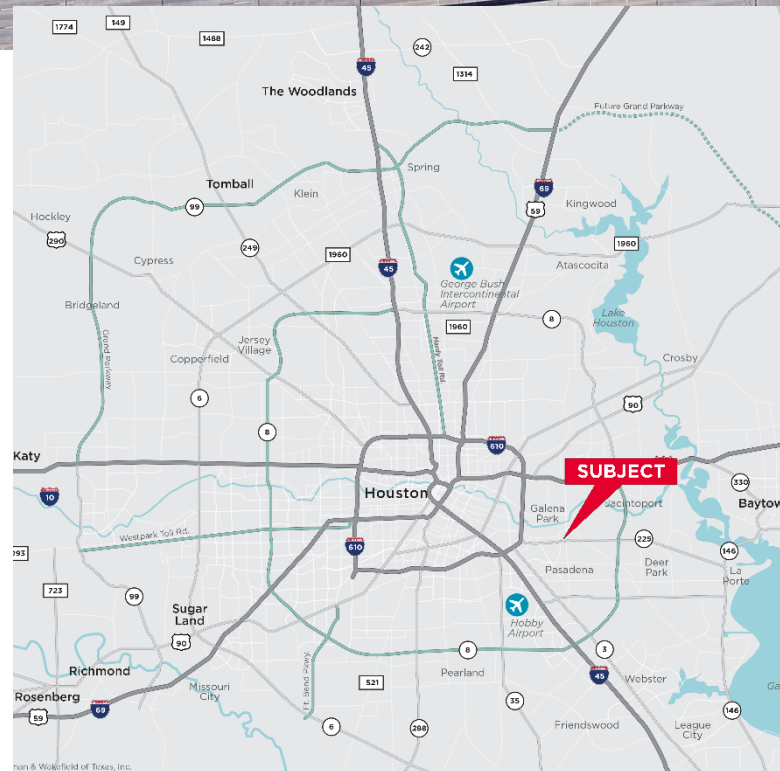 1774
149
1488
242
45
1314
The Woodlands
Future Grand Parkway
Spring
Tomball
Klein
69
99
59
Kingwood
Hockley
290
249
1960
1960
Cypress
45
Atascocita
George Bush
Intercontinental
Airport
Bridgeland
8
1960
Lake
Houston
Jersey
Village
Grand Parkway
Hardy Toll Rd.
Copperfield
Crosby
6
90
8
610
Katy
SUBJECT
330
10
Houston
Galena
Park
Jacintoport
Baytow
Westpark Toll Rd.
225
610
146
093
Pasadena
Deer
Park
La
Porte
723
99
Sugar
Land
90
Hobby
Airport
8
3
Richmond
Pearland
45
Webster
Missouri
City
521
Ft. Bend Pkwy.
Rosenberg
69
59
35
146
Ga
6
288
Friendswood
League
City
man & Wakefield of Texas, Inc.